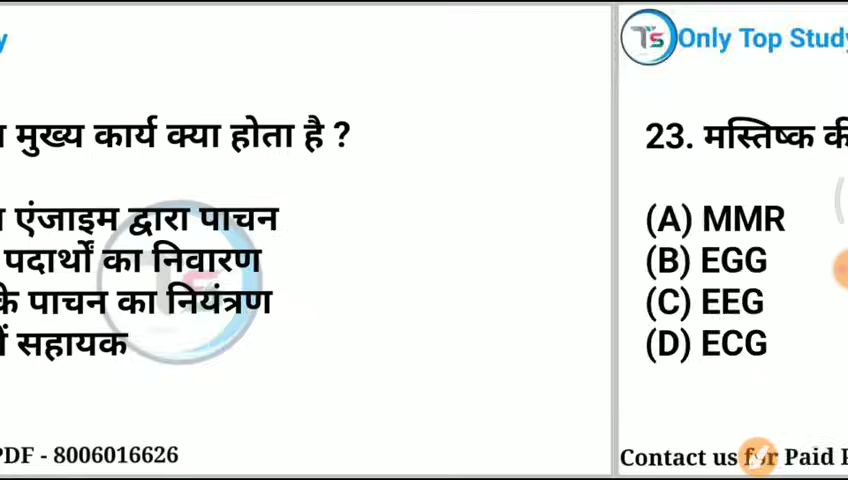 मुख्य कार्य क्या होता है ?
एंजाइम द्वारा पाचन
पदार्थों का निवारण
के पाचन का नियंत्रण
सहायक
PDF - 8006016626
TS Only Top Study
23. मस्तिष्क की
(A) MMR
(B) EGG
(C) EEG
(D) ECG
Contact us for Paid